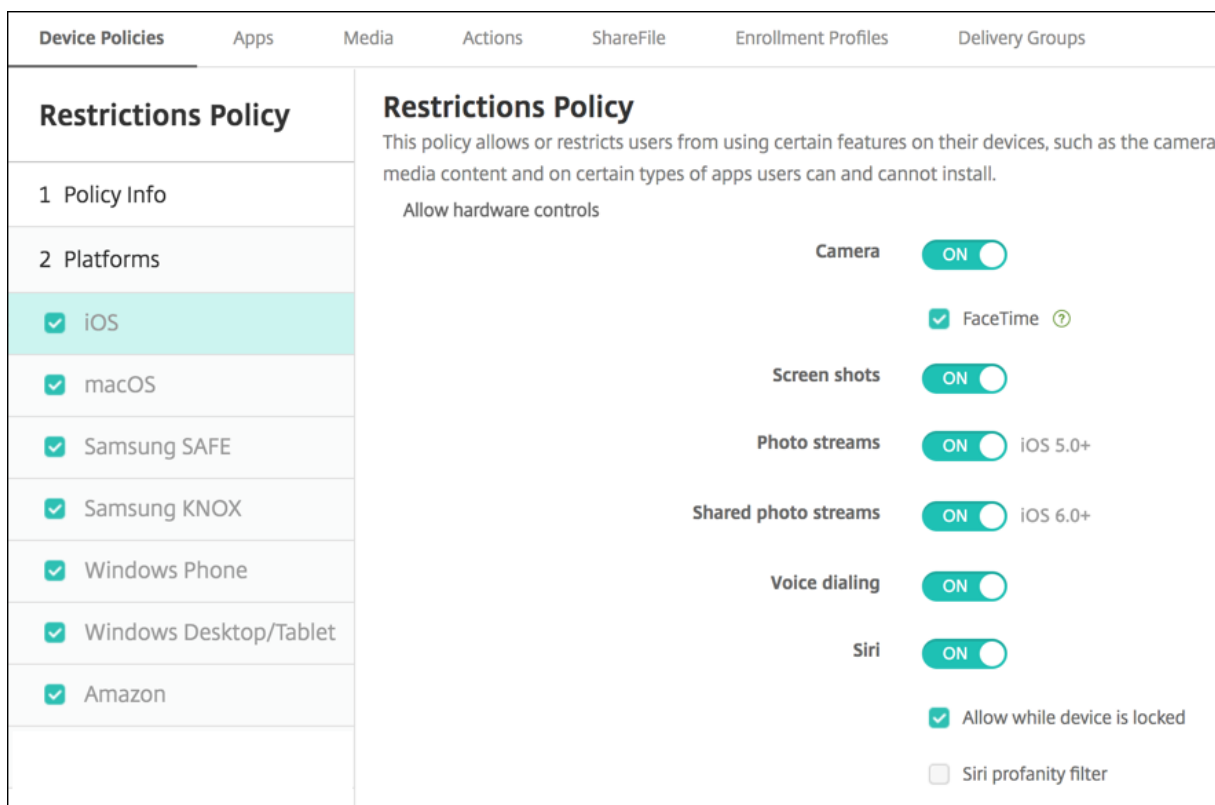 Device Policies Apps Media Actions ShareFile Enrollment Profiles Delivery Groups
Restrictions Policy
1 Policy Info
2 Platforms
iOS
macOS
Samsung SAFE
Samsung KNOX
Windows Phone
Windows Desktop/Tablet
Amazon
Restrictions Policy
This policy allows or restricts users from using certain features on their devices, such as the camera
media content and on certain types of apps users can and cannot install.
Allow hardware controls
Camera ON
FaceTime ?
Screen shots ON
Photo streams ON iOS 5.0+
Shared photo streams ON iOS 6.0+
Voice dialing ON
Siri ON
Allow while device is locked
Siri profanity filter